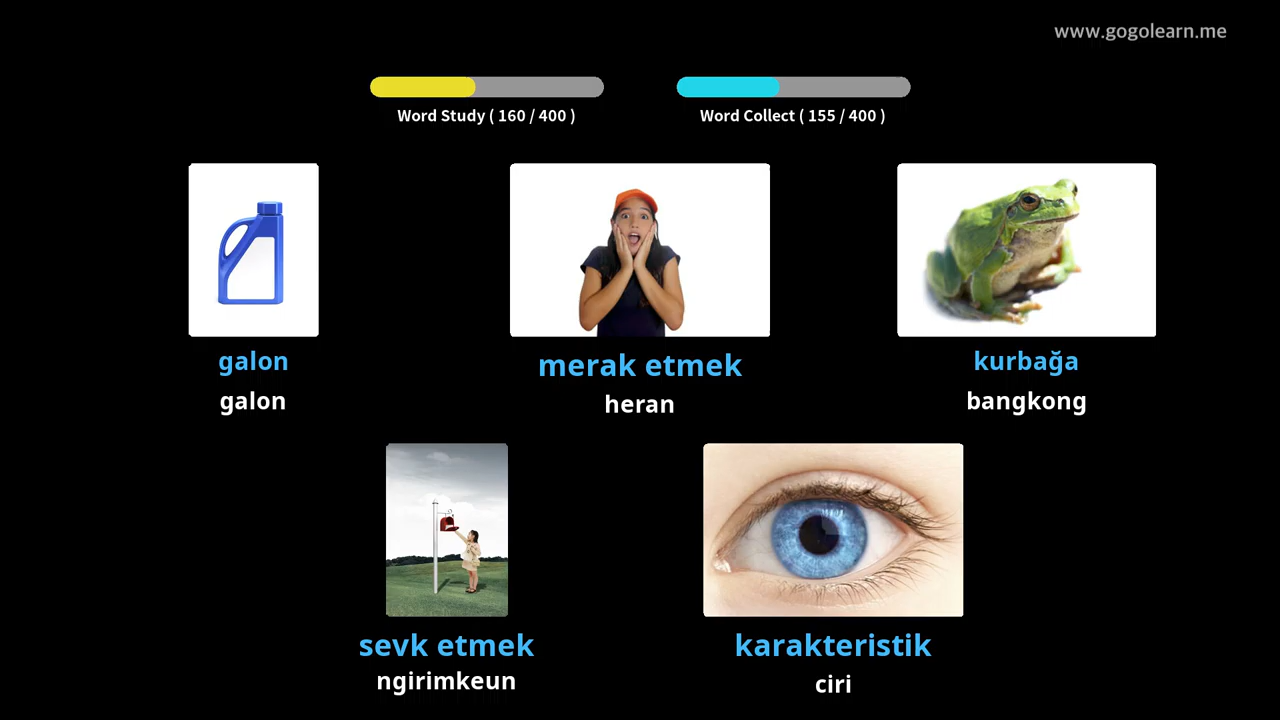 www.gogolearn.me
Word Study ( 160 / 400 )
Word Collect ( 155 / 400 )
galon
galon
merak etmek
heran
kurbağa
bangkong
sevk etmek
ngirimkeun
karakteristik
ciri